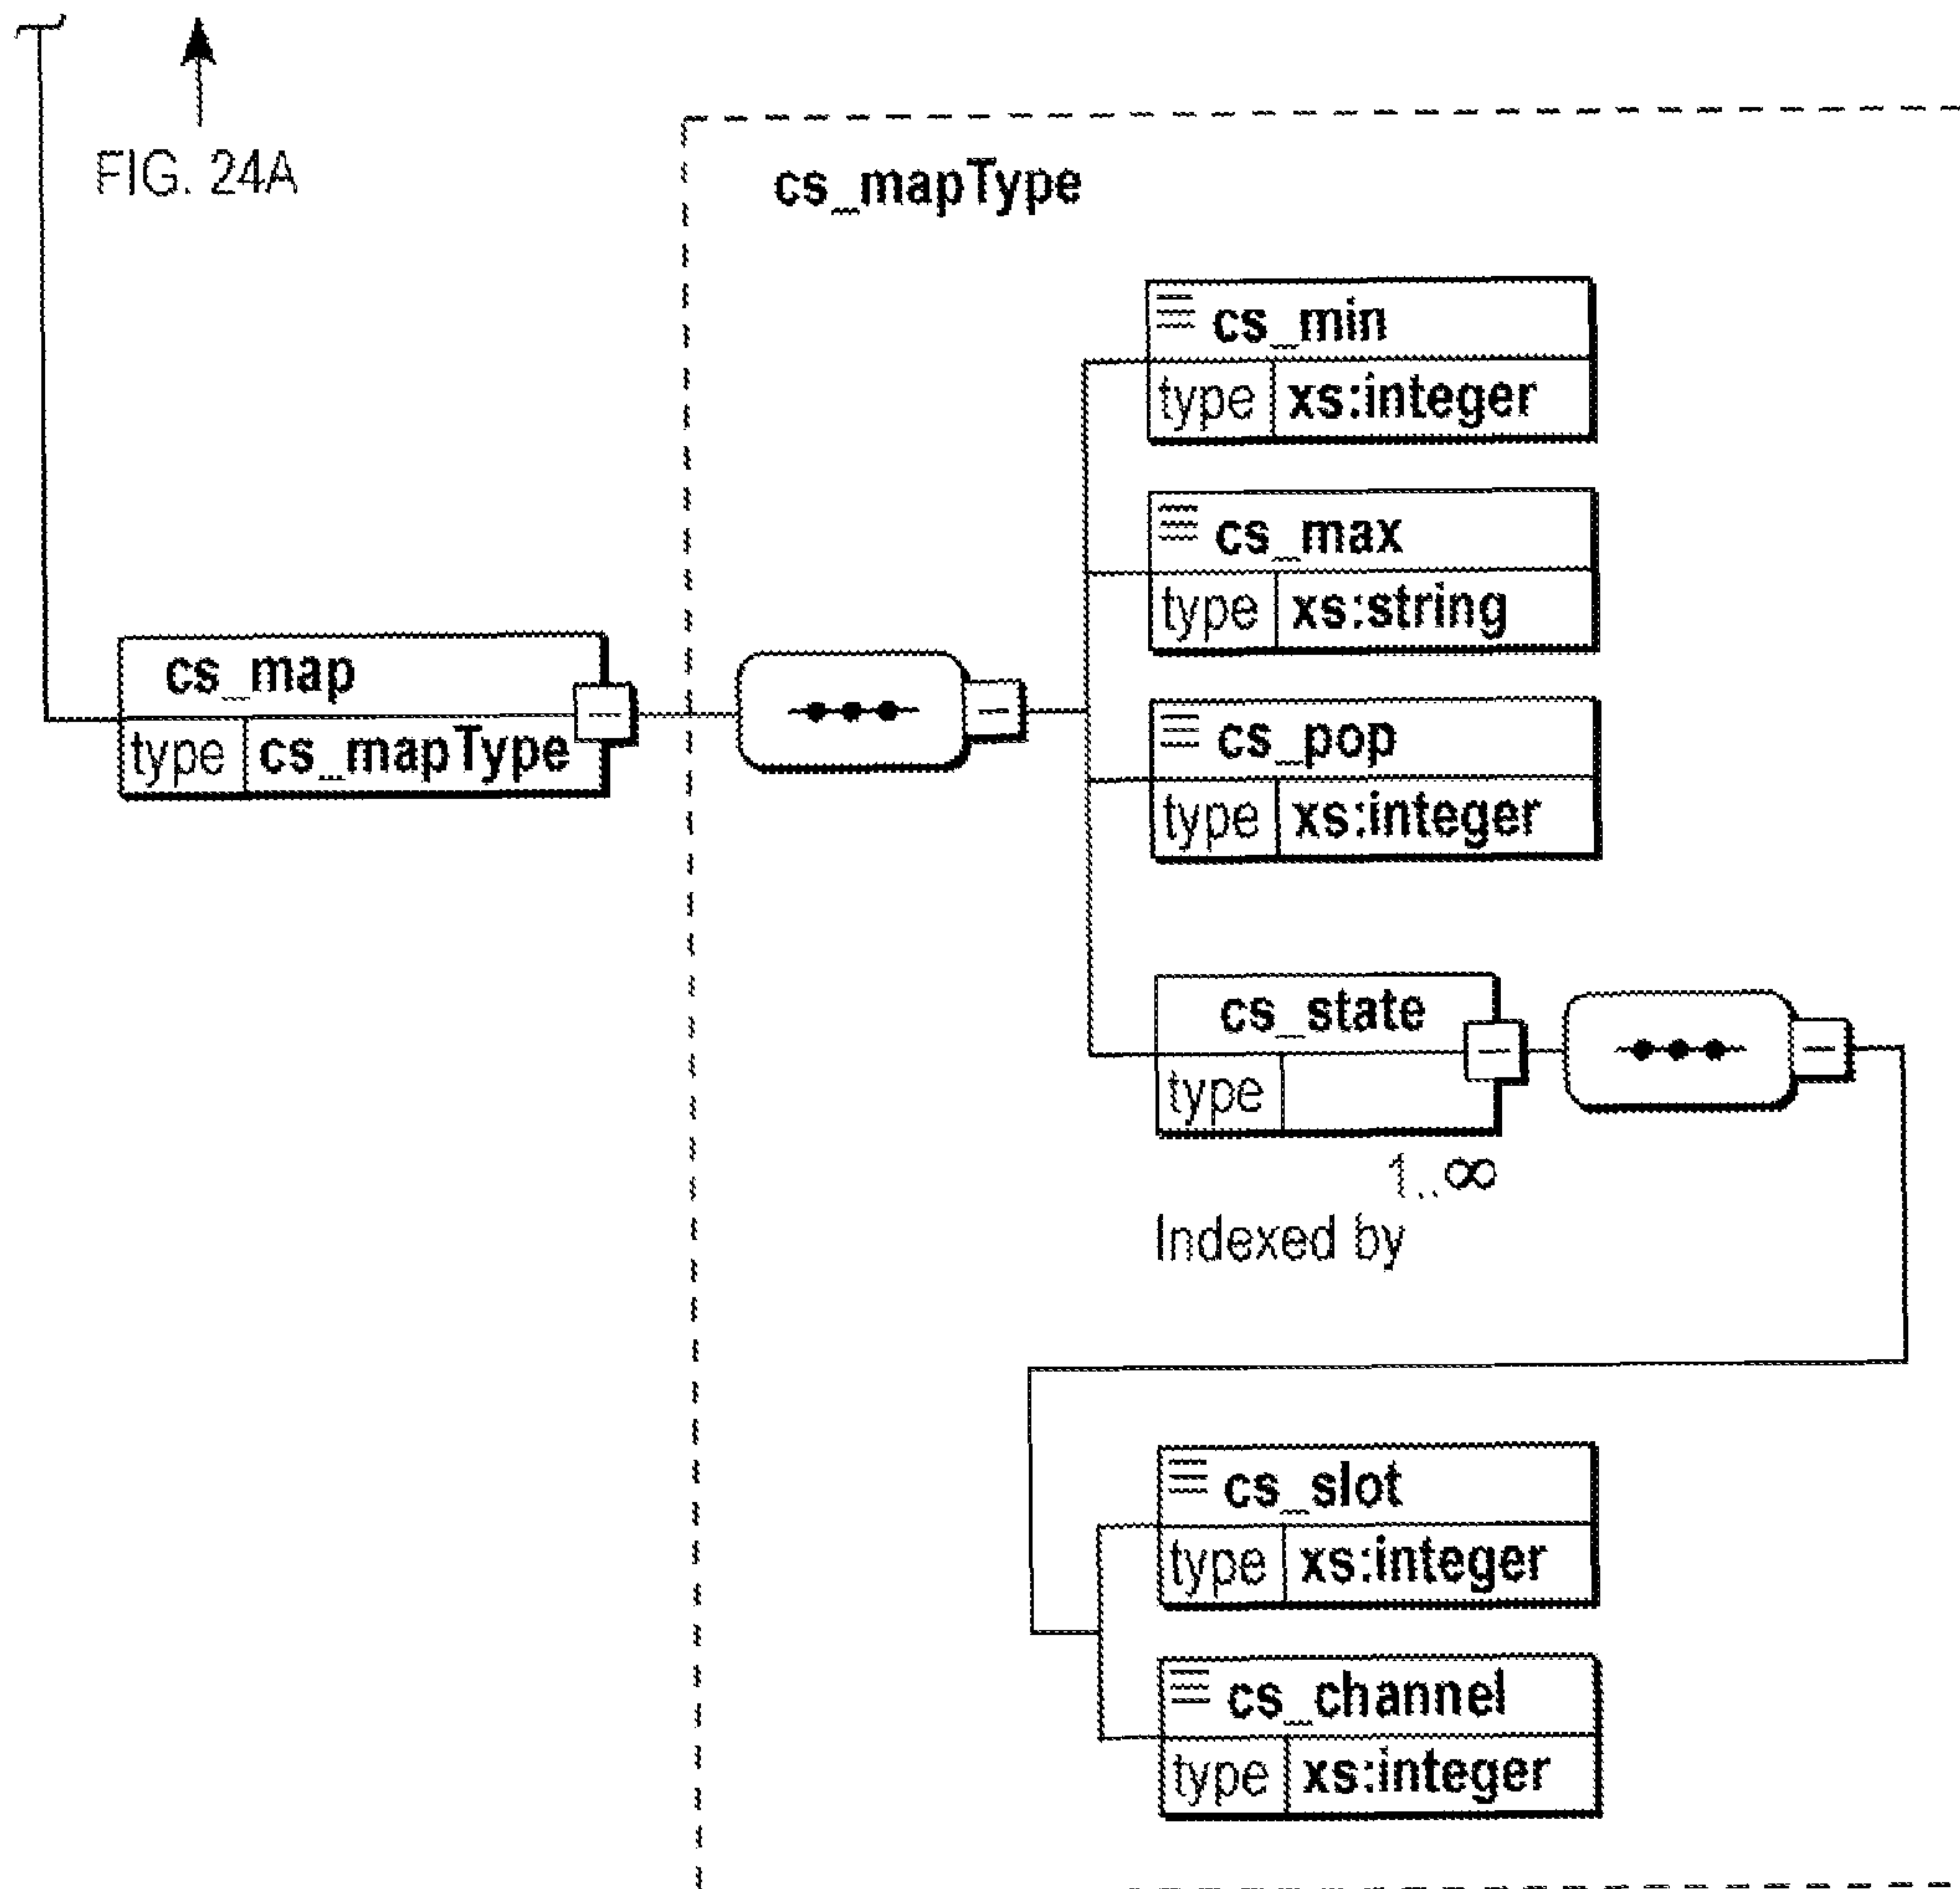 FIG. 24A
cs_mapType
cs_min
type xs:integer
cs_max
type xs:string
cs_map
type cs_mapType
cs_pop
type xs:integer
cs_state
type
1..∞
Indexed by
cs_slot
type xs:integer
cs_channel
type xs:integer